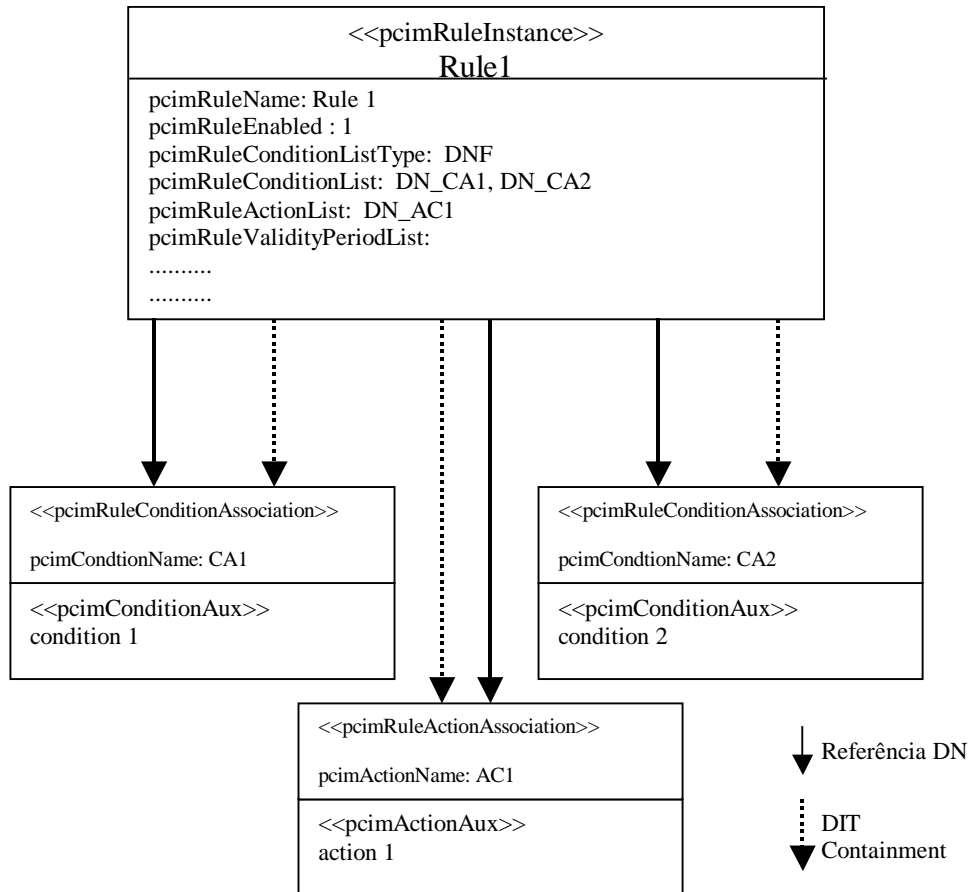 <<pcimRuleInstance>>
Rule1
pcimRuleName: Rule 1
pcimRuleEnabled : 1
pcimRuleConditionListType:  DNF
pcimRuleConditionList:  DN_CA1, DN_CA2
pcimRuleActionList:  DN_AC1
pcimRuleValidityPeriodList:
..........
..........
<<pcimRuleConditionAssociation>>
pcimCondtionName: CA1
<<pcimConditionAux>>
condition 1
<<pcimRuleConditionAssociation>>
pcimCondtionName: CA2
<<pcimConditionAux>>
condition 2
<<pcimRuleActionAssociation>>
pcimActionName: AC1
<<pcimActionAux>>
action 1
Referência DN
DIT
Containment